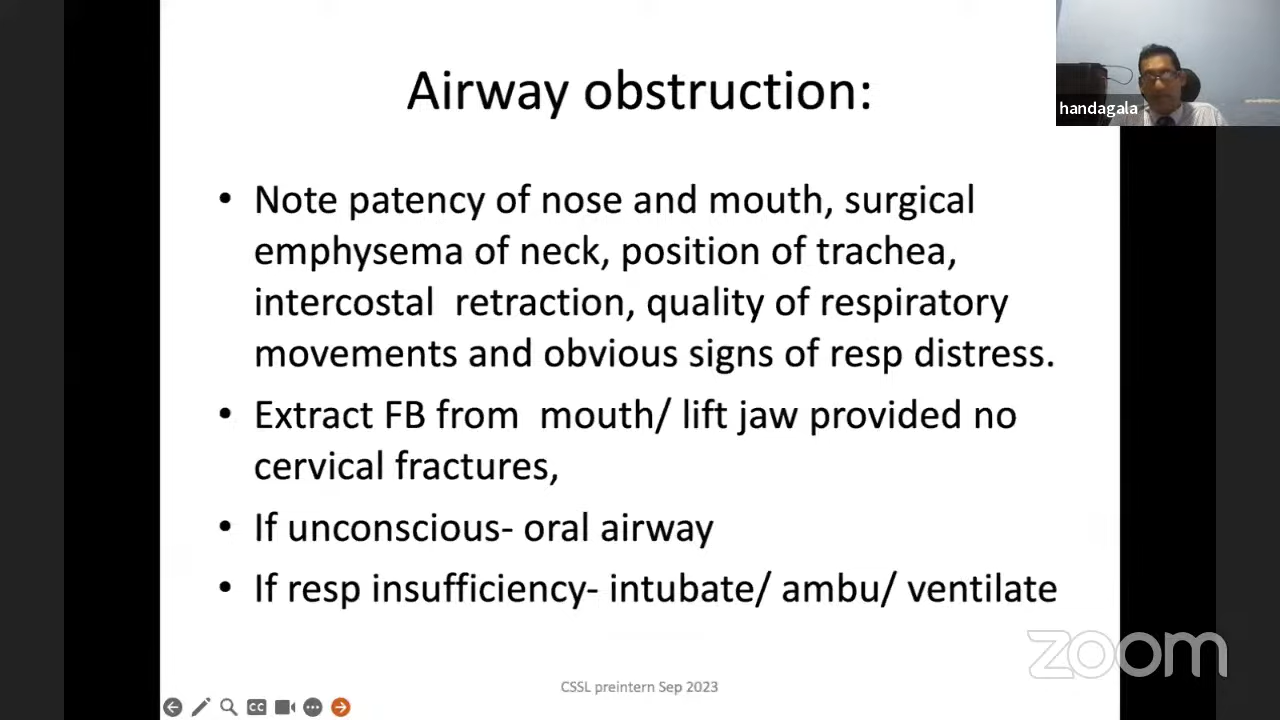 Airway obstruction:
handagala
• Note patency of nose and mouth, surgical
emphysema of neck, position of trachea,
intercostal  retraction, quality of respiratory
movements and obvious signs of resp distress.
• Extract FB from  mouth/ lift jaw provided no
cervical fractures,
• If unconscious- oral airway
• If resp insufficiency- intubate/ ambu/ ventilate
zoom
CSSL preintern Sep 2023
CC